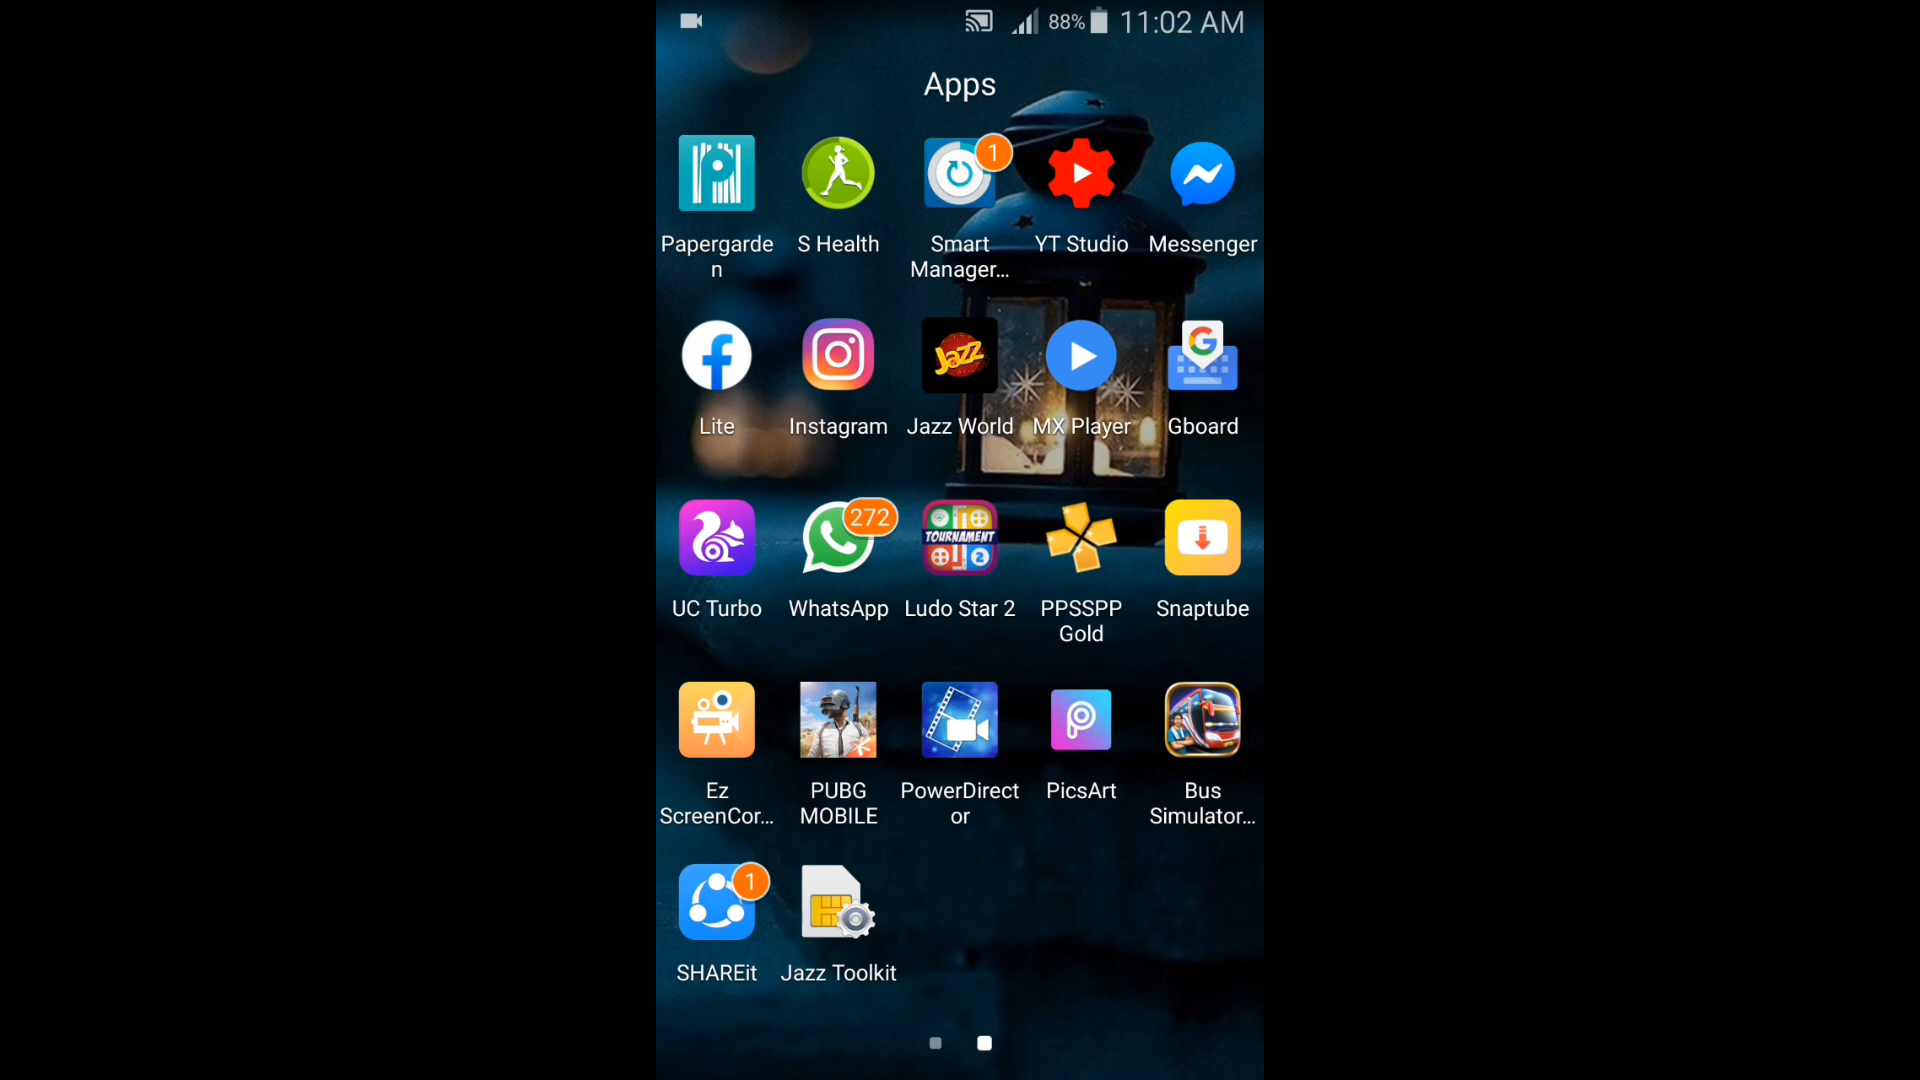 88% 11:02 AM
Apps
1
Papergarde
n
S Health
Smart
Manager...
YT Studio
Messenger
Jazz
Lite
Instagram
Jazz World
MX Player
Gboard
272
TOURNAMENT
2
UC Turbo
WhatsApp
Ludo Star 2
PPSSPP
Gold
Snaptube
Ez
ScreenCor...
PUBG
MOBILE
PowerDirect
or
PicsArt
Bus
Simulator...
1
SHAREit
Jazz Toolkit